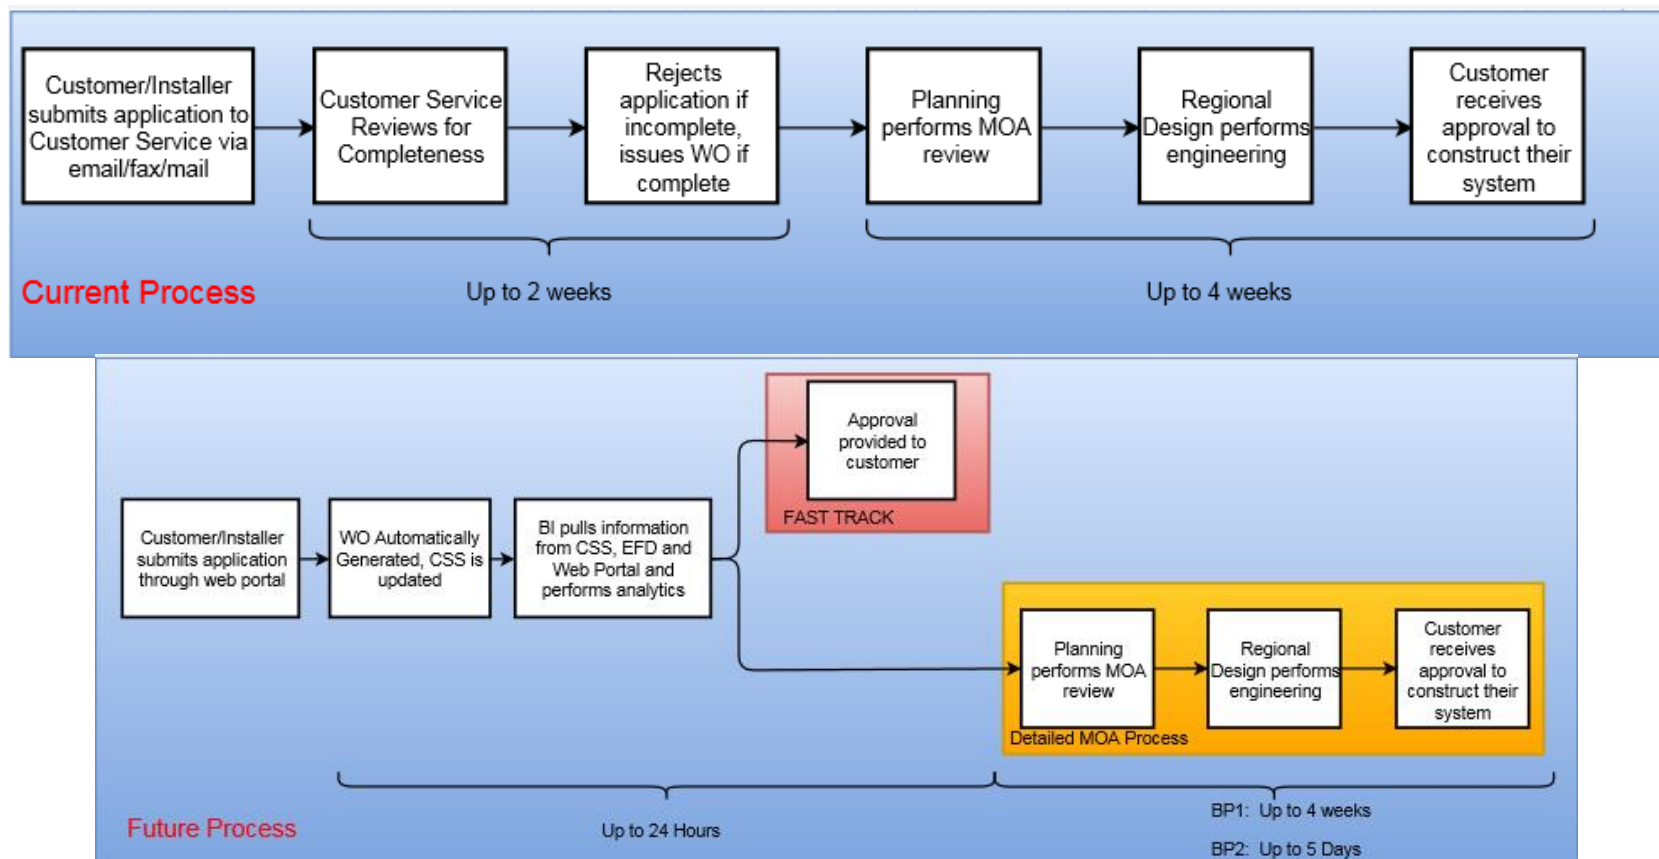 Customer/Installer
submits application to
Customer Service via
email/fax/mail
Customer Service
Reviews for
Completeness
Rejects
application if
incomplete,
issues WO if
complete
Planning
performs MOA
review
Regional
Design performs
engineering
Customer
receives
approval to
construct their
system
Up to 2 weeks
Up to 4 weeks
Current Process
Customer/Installer
submits application
through web portal
WO Automatically
Generated, CSS is
updated
BI pulls information
from CSS, EFD and
Web Portal and
performs analytics
Approval
provided to
customer
FAST TRACK
Planning
performs MOA
review
Regional
Design performs
engineering
Customer
receives
approval to
construct their
system
Detailed MOA Process
Future Process
Up to 24 Hours
BP1: Up to 4 weeks
BP2: Up to 5 Days